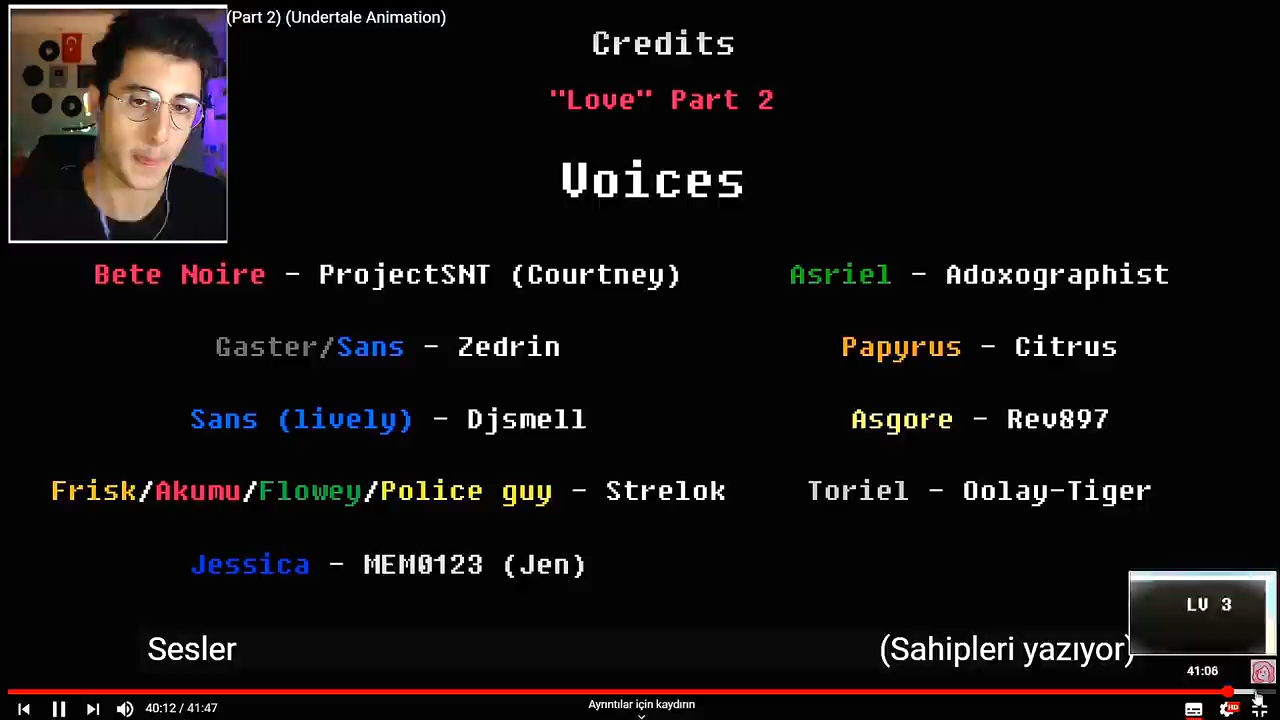 (Part 2) (Undertale Animation)
Credits
"Love" Part 2
Voices
Bete Noire - ProjectSNT (Courtney)
Asriel - Adoxographist
Gaster/Sans - Zedrin
Papyrus - Citrus
Sans (lively) - Djsmell
Asgore - Rev897
Frisk/Akumu/Flowey/Police guy - Strelok
Toriel - Oolay-Tiger
Jessica - MEM0123 (Jen)
LV 3
Sesler
(Sahipleri yazıyor)
41:06
40:12 / 41:47
Ayrıntılar için kaydırın
HD